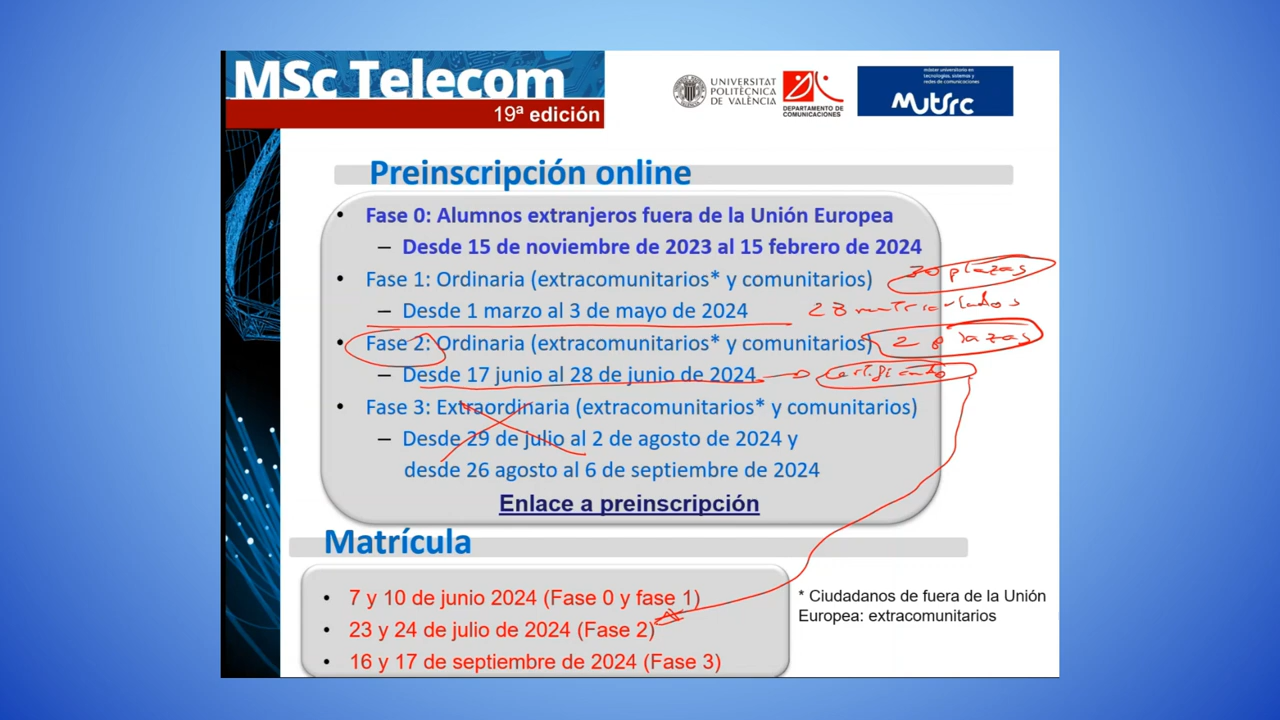 MSc Telecom
19ª edición
UNIVERSITAT
POLITÈCNICA
DE VALÈNCIA
DEPARTAMENTO DE
COMUNICACIONES
máster universitario en
tecnologías, sistemas y
redes de comunicaciones
Mutsrc
Preinscripción online
• Fase 0: Alumnos extranjeros fuera de la Unión Europea
– Desde 15 de noviembre de 2023 al 15 febrero de 2024
• Fase 1: Ordinaria (extracomunitarios* y comunitarios) 30 plazas
– Desde 1 marzo al 3 de mayo de 2024 28 matriculados
• Fase 2: Ordinaria (extracomunitarios* y comunitarios) 2 plazas
– Desde 17 junio al 28 de junio de 2024
• Fase 3: Extraordinaria (extracomunitarios* y comunitarios)
– Desde 29 de julio al 2 de agosto de 2024 y
desde 26 agosto al 6 de septiembre de 2024
Enlace a preinscripción
Matrícula
• 7 y 10 de junio 2024 (Fase 0 y fase 1)
• 23 y 24 de julio de 2024 (Fase 2)
• 16 y 17 de septiembre de 2024 (Fase 3)
* Ciudadanos de fuera de la Unión
Europea: extracomunitarios